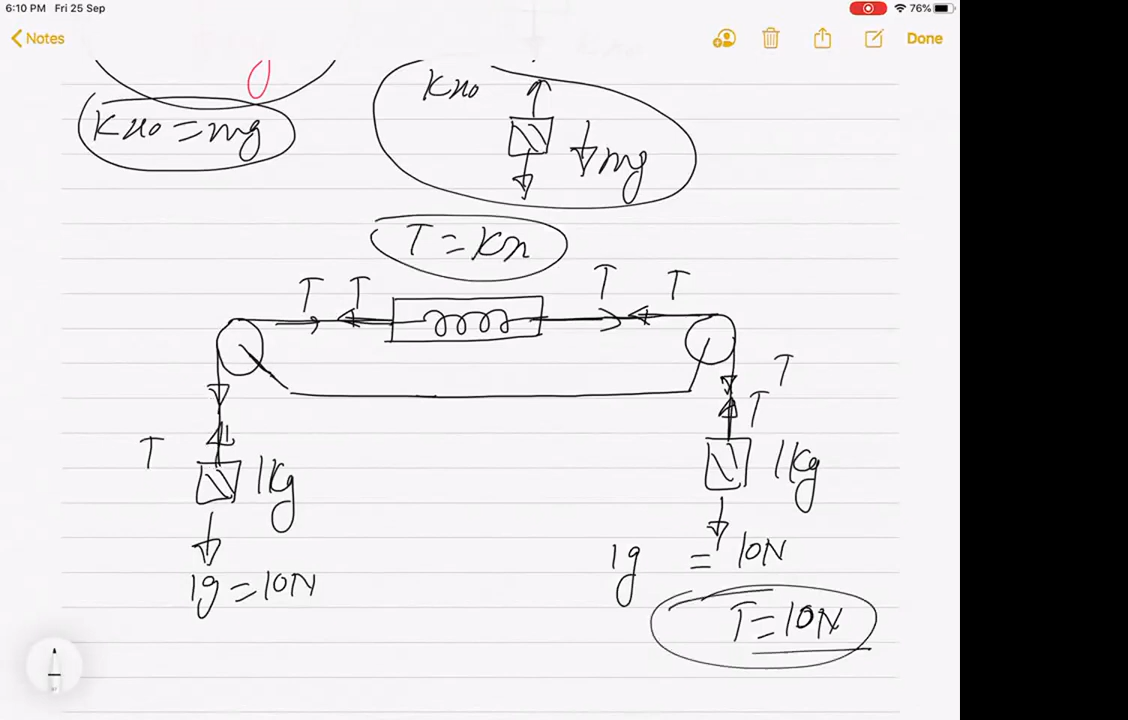 6:10 PM Fri 25 Sep 76%
Notes Done
y
Kx₀ = mg
Kx₀
mg
T = Kx
T T T T
T
T
T
1Kg 1Kg
1g = 10N
1g = 10N
T = 10N